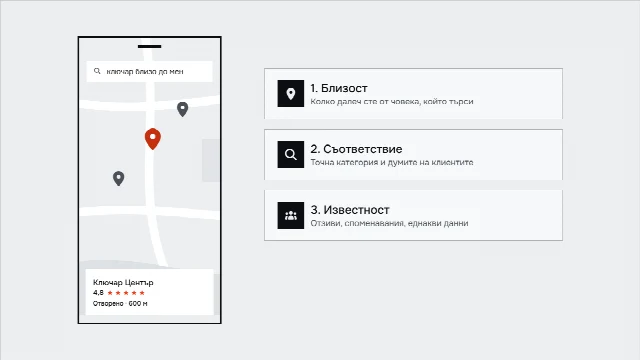 ключар близо до мен
Ключар Център
4,8 ★★★★★
Отворено · 600 м
1. Близост
Колко далеч сте от човека, който търси
2. Съответствие
Точна категория и думите на клиентите
3. Известност
Отзиви, споменавания, еднакви данни